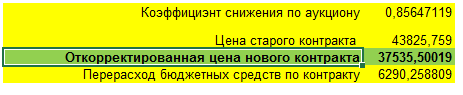 Коэффициэнт снижения по аукциону 0,85647119
Цена старого контракта 43825,759
Откорректированная цена нового контракта 37535,50019
Перерасход бюджетных средств по контракту 6290,258809